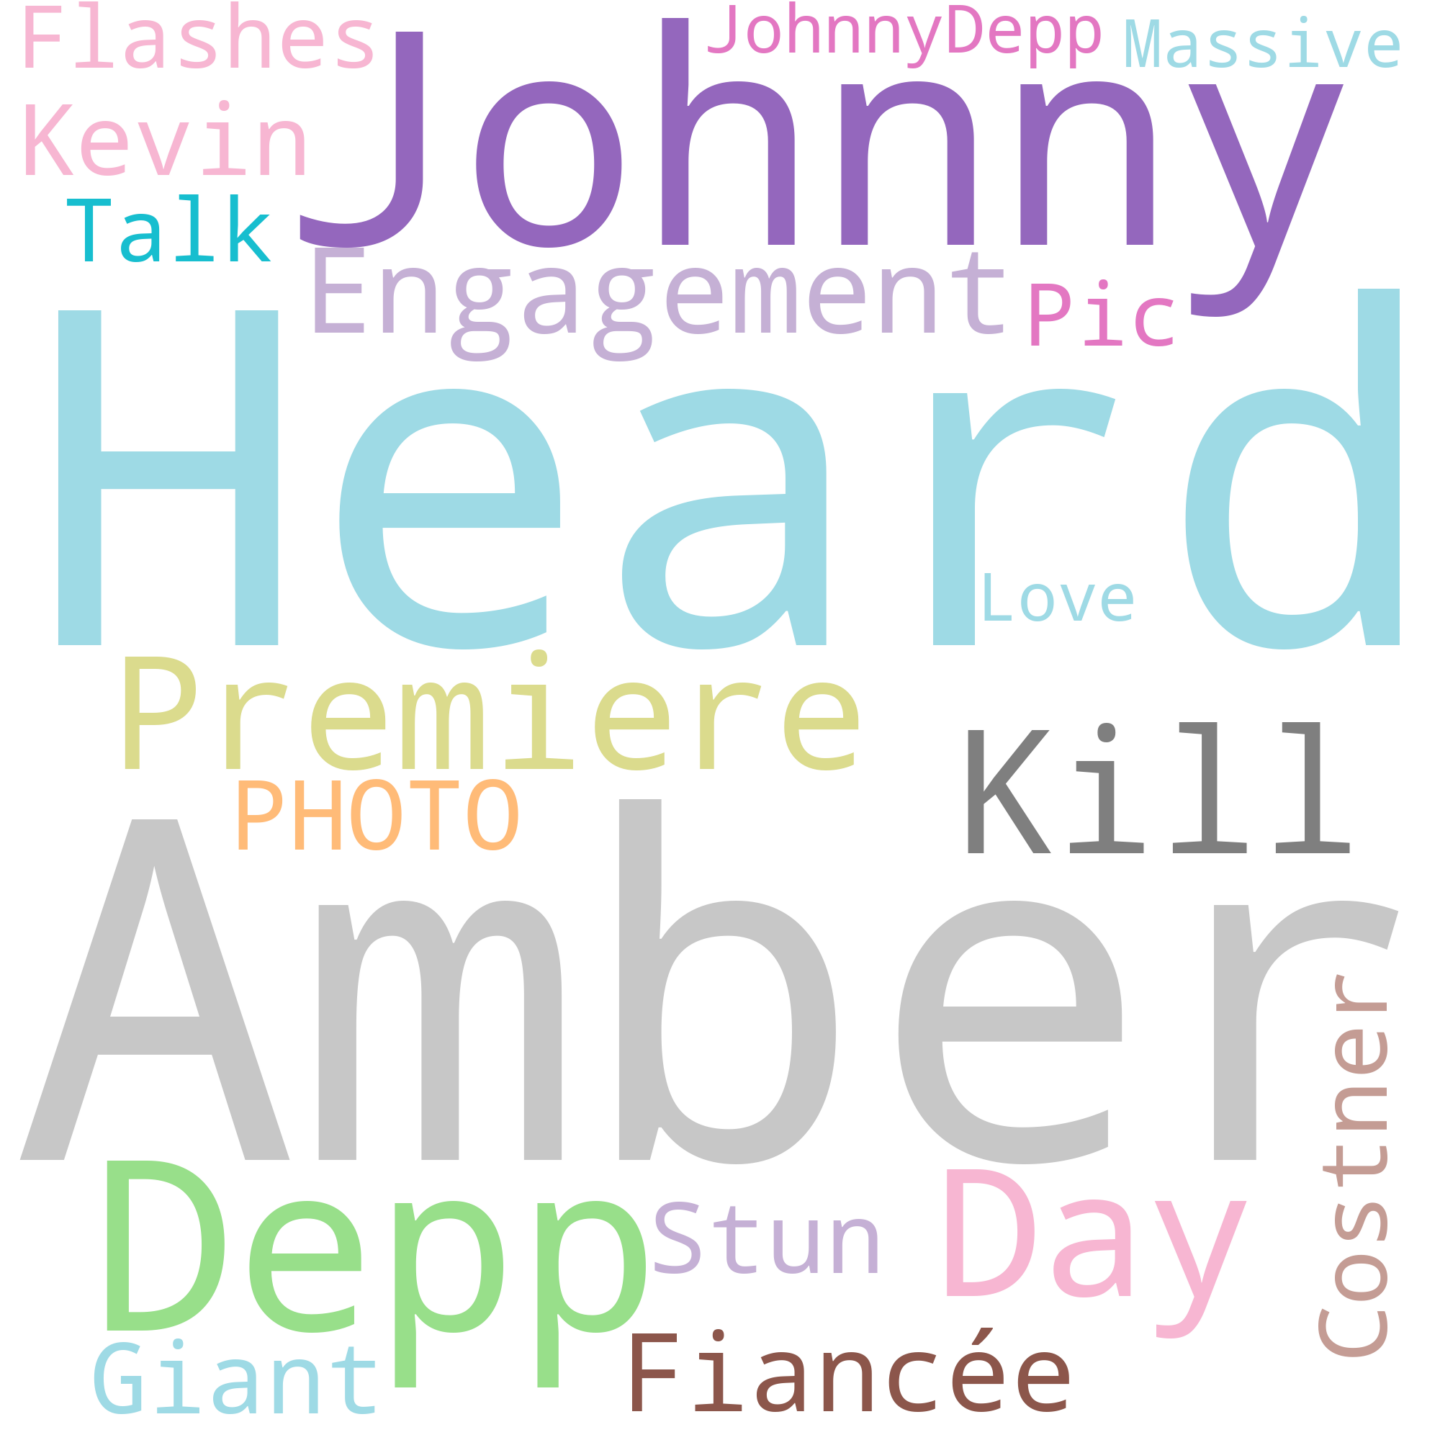 Flashes
JohnnyDepp
Massive
Johnny
Kevin
Talk
Engagement
Pic
Heard
Love
Premiere
Kill
PHOTO
Amber
Costner
Depp
Stun
Day
Giant
Fiancée